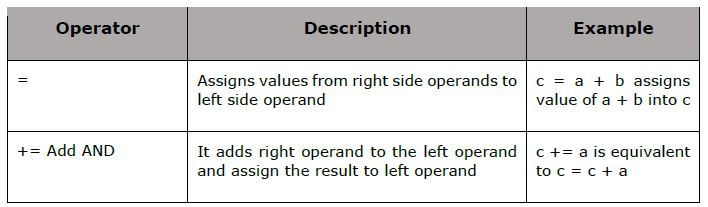 Operator Description Example
= Assigns values from right side operands to c = a + b assigns
left side operand value of a + b into c
+= Add AND It adds right operand to the left operand c += a is equivalent
and assign the result to left operand to c = c + a